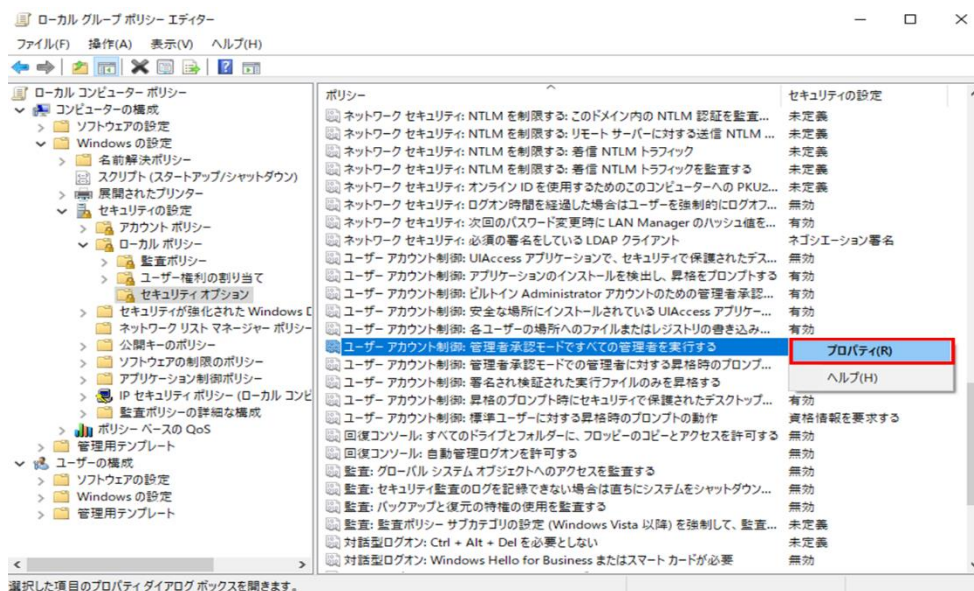 ローカル グループ ポリシー エディター
ファイル(F) 操作(A) 表示(V) ヘルプ(H)
ローカル コンピューター ポリシー
コンピューターの構成
ソフトウェアの設定
Windows の設定
名前解決ポリシー
スクリプト (スタートアップ/シャットダウン)
展開されたプリンター
セキュリティの設定
アカウント ポリシー
ローカル ポリシー
監査ポリシー
ユーザー権利の割り当て
セキュリティ オプション
セキュリティが強化された Windows D
ネットワーク リスト マネージャー ポリシー
公開キーのポリシー
ソフトウェアの制限のポリシー
アプリケーション制御ポリシー
IP セキュリティ ポリシー (ローカル コンピ
監査ポリシーの詳細な構成
ポリシー ベースの QoS
管理用テンプレート
ユーザーの構成
ソフトウェアの設定
Windows の設定
管理用テンプレート
ポリシー セキュリティの設定
ネットワーク セキュリティ: NTLM を制限する: このドメイン内の NTLM 認証を監査... 未定義
ネットワーク セキュリティ: NTLM を制限する: リモート サーバーに対する送信 NTLM ... 未定義
ネットワーク セキュリティ: NTLM を制限する: 着信 NTLM トラフィック 未定義
ネットワーク セキュリティ: NTLM を制限する: 着信 NTLM トラフィックを監査する 未定義
ネットワーク セキュリティ: オンライン ID を使用するためのこのコンピューターへの PKU2... 未定義
ネットワーク セキュリティ: ログオン時間を経過した場合はユーザーを強制的にログオフ... 無効
ネットワーク セキュリティ: 次回のパスワード変更時に LAN Manager のハッシュ値を... 有効
ネットワーク セキュリティ: 必須の署名をしている LDAP クライアント ネゴシエーション署名
ユーザー アカウント制御: UIAccess アプリケーションで、セキュリティで保護されたデス... 無効
ユーザー アカウント制御: アプリケーションのインストールを検出し、昇格をプロンプトする 有効
ユーザー アカウント制御: ビルトイン Administrator アカウントのための管理者承認... 有効
ユーザー アカウント制御: 安全な場所にインストールされている UIAccess アプリケー... 有効
ユーザー アカウント制御: 各ユーザーの場所へのファイルまたはレジストリの書き込み... 有効
ユーザー アカウント制御: 管理者承認モードですべての管理者を実行する
プロパティ(R)
ユーザー アカウント制御: 管理者承認モードでの管理者に対する昇格時のプロンプ...
ヘルプ(H)
ユーザー アカウント制御: 署名され検証された実行ファイルのみを昇格する
ユーザー アカウント制御: 昇格のプロンプト時にセキュリティで保護されたデスクトップ... 有効
ユーザー アカウント制御: 標準ユーザーに対する昇格時のプロンプトの動作 資格情報を要求する
回復コンソール: すべてのドライブとフォルダーに、フロッピーのコピーとアクセスを許可する 無効
回復コンソール: 自動管理ログオンを許可する 無効
監査: グローバル システム オブジェクトへのアクセスを監査する 無効
監査: セキュリティ監査のログを記録できない場合は直ちにシステムをシャットダウン... 無効
監査: バックアップと復元の特権の使用を監査する 無効
監査: 監査ポリシー サブカテゴリの設定 (Windows Vista 以降) を強制して、監査... 未定義
対話型ログオン: Ctrl + Alt + Del を必要としない 未定義
対話型ログオン: Windows Hello for Business またはスマート カードが必要 無効
選択した項目のプロパティ ダイアログ ボックスを開きます。